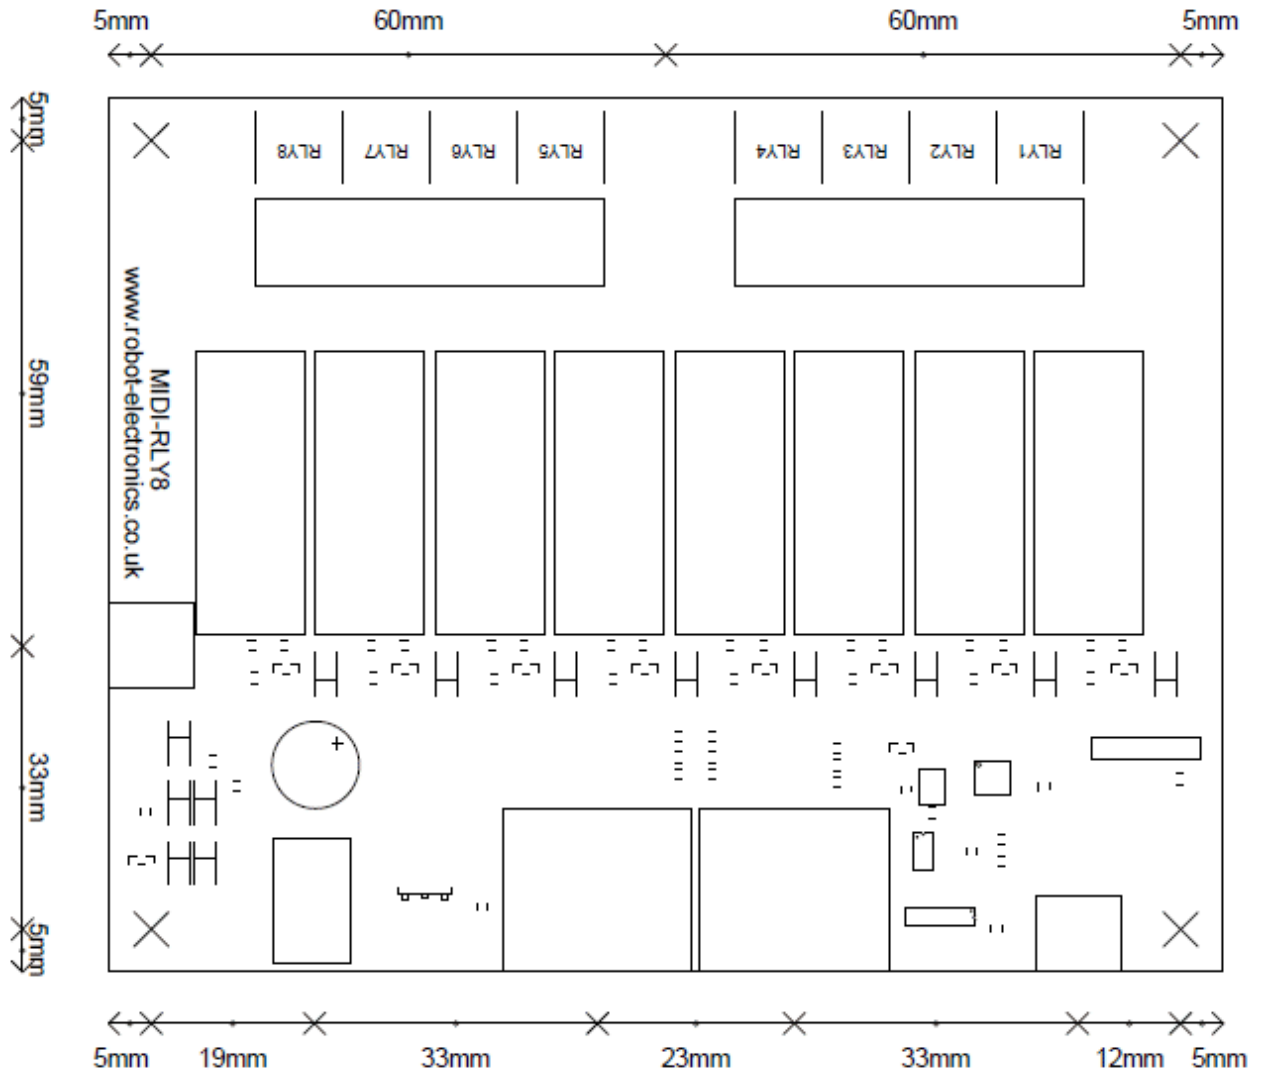 5mm 60mm 60mm 5mm
5mm
RLY8 RLY7 RLY6 RLY5 RLY4 RLY3 RLY2 RLY1
MIDI-RLY8
www.robot-electronics.co.uk
59mm
33mm
5mm
5mm 19mm 33mm 23mm 33mm 12mm 5mm